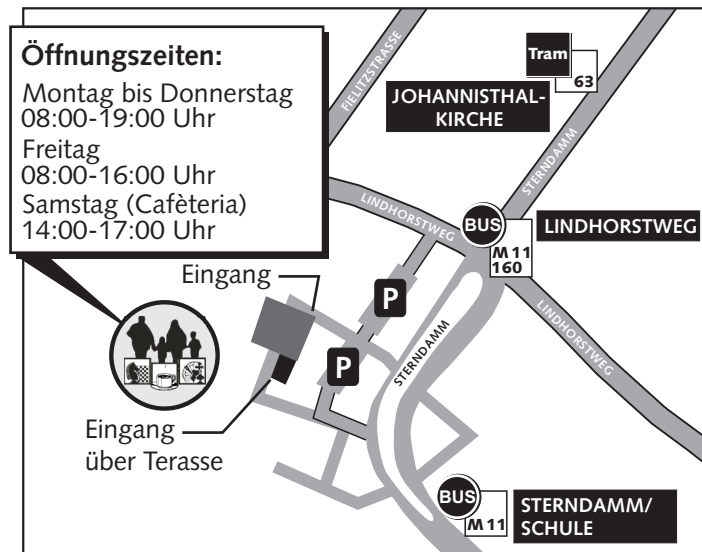 Öffnungszeiten:
Montag bis Donnerstag
08:00-19:00 Uhr
Freitag
08:00-16:00 Uhr
Samstag (Cafèteria)
14:00-17:00 Uhr
FIELITZSTRASSE
Tram
63
JOHANNISTHAL-
KIRCHE
STERNDAMM
LINDHORSTWEG
BUS
M 11
160
LINDHORSTWEG
LINDHORSTWEG
Eingang
P
P
STERNDAMM
Eingang
über Terasse
BUS
M 11
STERNDAMM/
SCHULE